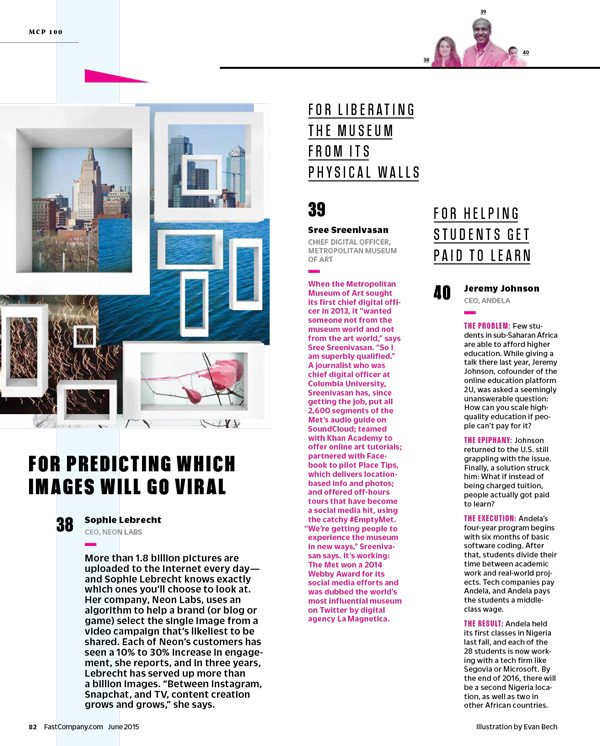 MCP 100
39
38
40
FOR PREDICTING WHICH
IMAGES WILL GO VIRAL
38
Sophie Lebrecht
CEO, NEON LABS
More than 1.8 billion pictures are
uploaded to the Internet every day—
and Sophie Lebrecht knows exactly
which ones you'll choose to look at.
Her company, Neon Labs, uses an
algorithm to help a brand (or blog or
game) select the single image from a
video campaign that's likeliest to be
shared. Each of Neon's customers has
seen a 10% to 30% increase in engage-
ment, she reports, and in three years,
Lebrecht has served up more than
a billion images. "Between Instagram,
Snapchat, and TV, content creation
grows and grows," she says.
FOR LIBERATING
THE MUSEUM
FROM ITS
PHYSICAL WALLS
39
Sree Sreenivasan
CHIEF DIGITAL OFFICER,
METROPOLITAN MUSEUM
OF ART
When the Metropolitan
Museum of Art sought
its first chief digital offi-
cer in 2013, it "wanted
someone not from the
museum world and not
from the art world," says
Sree Sreenivasan. "So I
am superbly qualified."
A journalist who was
chief digital officer at
Columbia University,
Sreenivasan has, since
getting the job, put all
2,600 segments of the
Met's audio guide on
SoundCloud; teamed
with Khan Academy to
offer online art tutorials;
partnered with Face-
book to pilot Place Tips,
which delivers location-
based info and photos;
and offered off-hours
tours that have become
a social media hit, using
the catchy #EmptyMet.
"We're getting people to
experience the museum
in new ways," Sreeniva-
san says. It's working:
The Met won a 2014
Webby Award for its
social media efforts and
was dubbed the world's
most influential museum
on Twitter by digital
agency La Magnetica.
FOR HELPING
STUDENTS GET
PAID TO LEARN
40
Jeremy Johnson
CEO, ANDELA
THE PROBLEM: Few stu-
dents in sub-Saharan Africa
are able to afford higher
education. While giving a
talk there last year, Jeremy
Johnson, cofounder of the
online education platform
2U, was asked a seemingly
unanswerable question:
How can you scale high-
quality education if peo-
ple can't pay for it?
THE EPIPHANY: Johnson
returned to the U.S. still
grappling with the issue.
Finally, a solution struck
him: What if instead of
being charged tuition,
people actually got paid
to learn?
THE EXECUTION: Andela's
four-year program begins
with six months of basic
software coding. After
that, students divide their
time between academic
work and real-world proj-
ects. Tech companies pay
Andela, and Andela pays
the students a middle-
class wage.
THE RESULT: Andela held
its first classes in Nigeria
last fall, and each of the
28 students is now work-
ing with a tech firm like
Segovia or Microsoft. By
the end of 2016, there will
be a second Nigeria loca-
tion, as well as two in
other African countries.
82 FastCompany.com June 2015
Illustration by Evan Bech